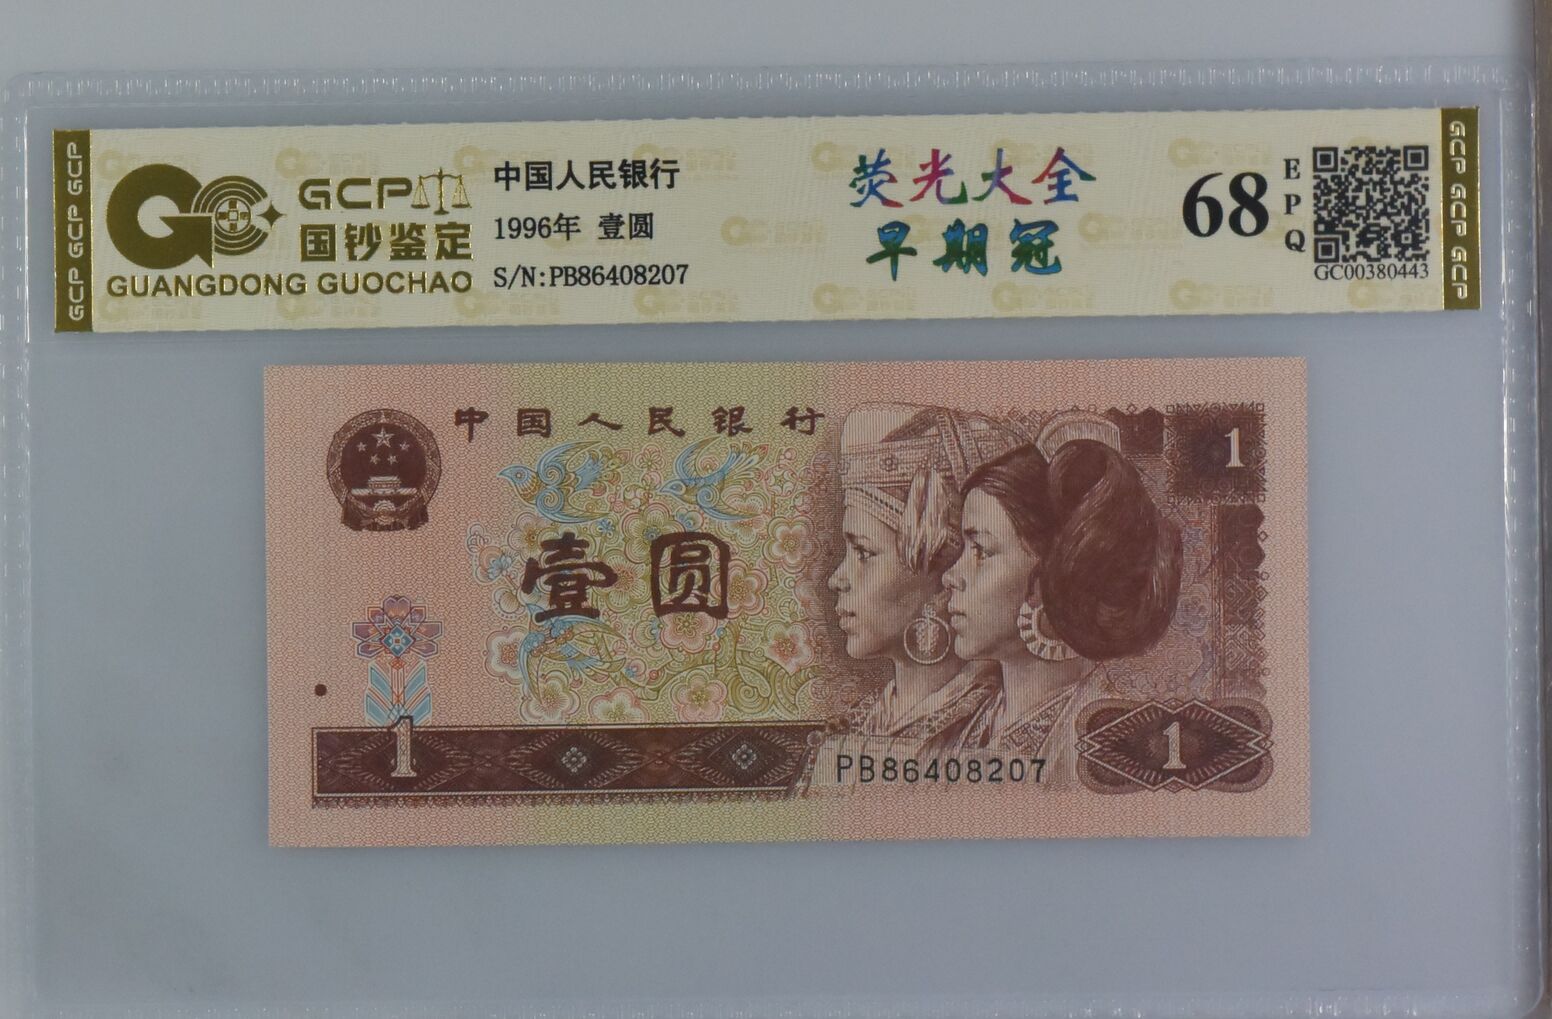 GCP GCP GCP
GCP
国钞鉴定
GUANGDONG GUOCHAO
中国人民银行
1996年 壹圆
S/N:PB86408207
荧光大全
早期冠
68
EPQ
GC00380443
GCP GCP GCP
中国人民银行
1
壹圆
1
PB86408207
1